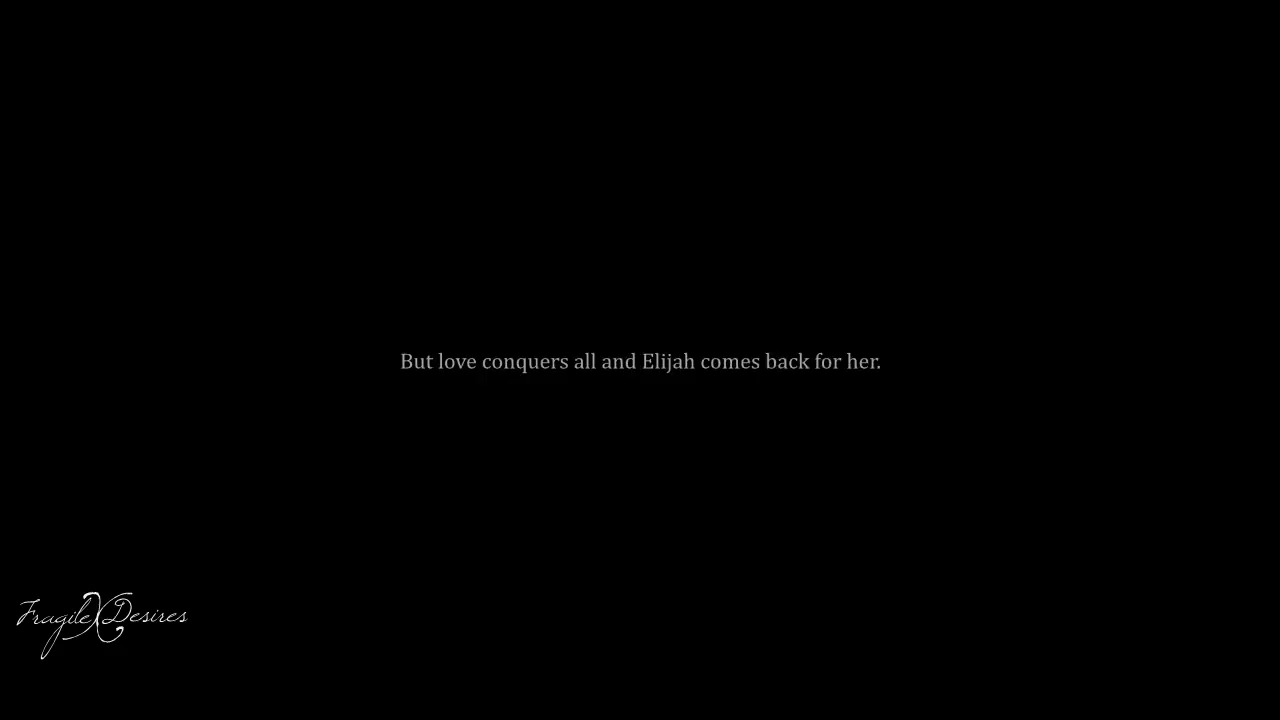 But love conquers all and Elijah comes back for her.
FragileXDesires